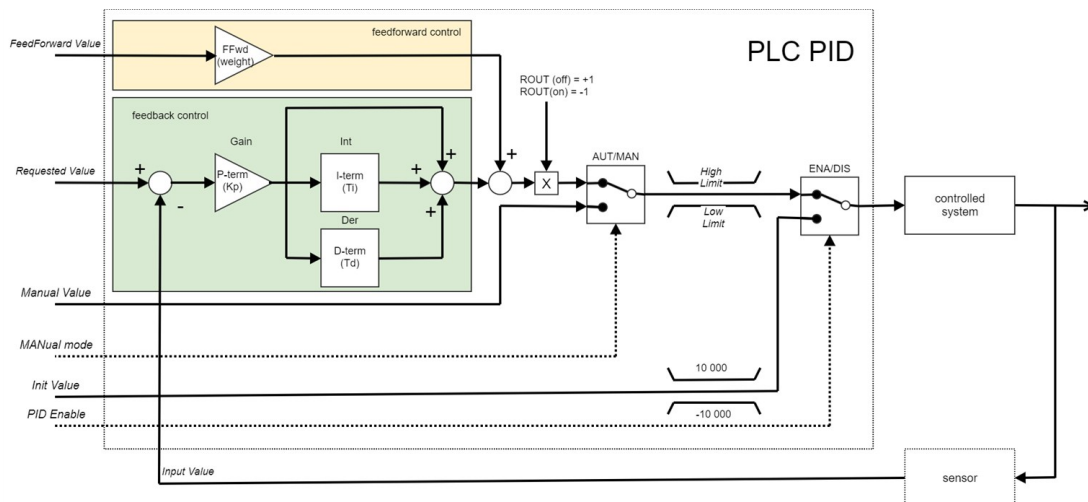 feedforward control
FeedForward Value
FFwd
(weight)
PLC PID
ROUT (off) = +1
ROUT(on) = -1
feedback control
Gain
Int
AUT/MAN
ENA/DIS
Requested Value
+
-
P-term
(Kp)
I-term
(Ti)
+
+
+
+
X
High
Limit
Low
Limit
controlled
system
Der
D-term
(Td)
Manual Value
MANual mode
10 000
Init Value
PID Enable
-10 000
Input Value
sensor